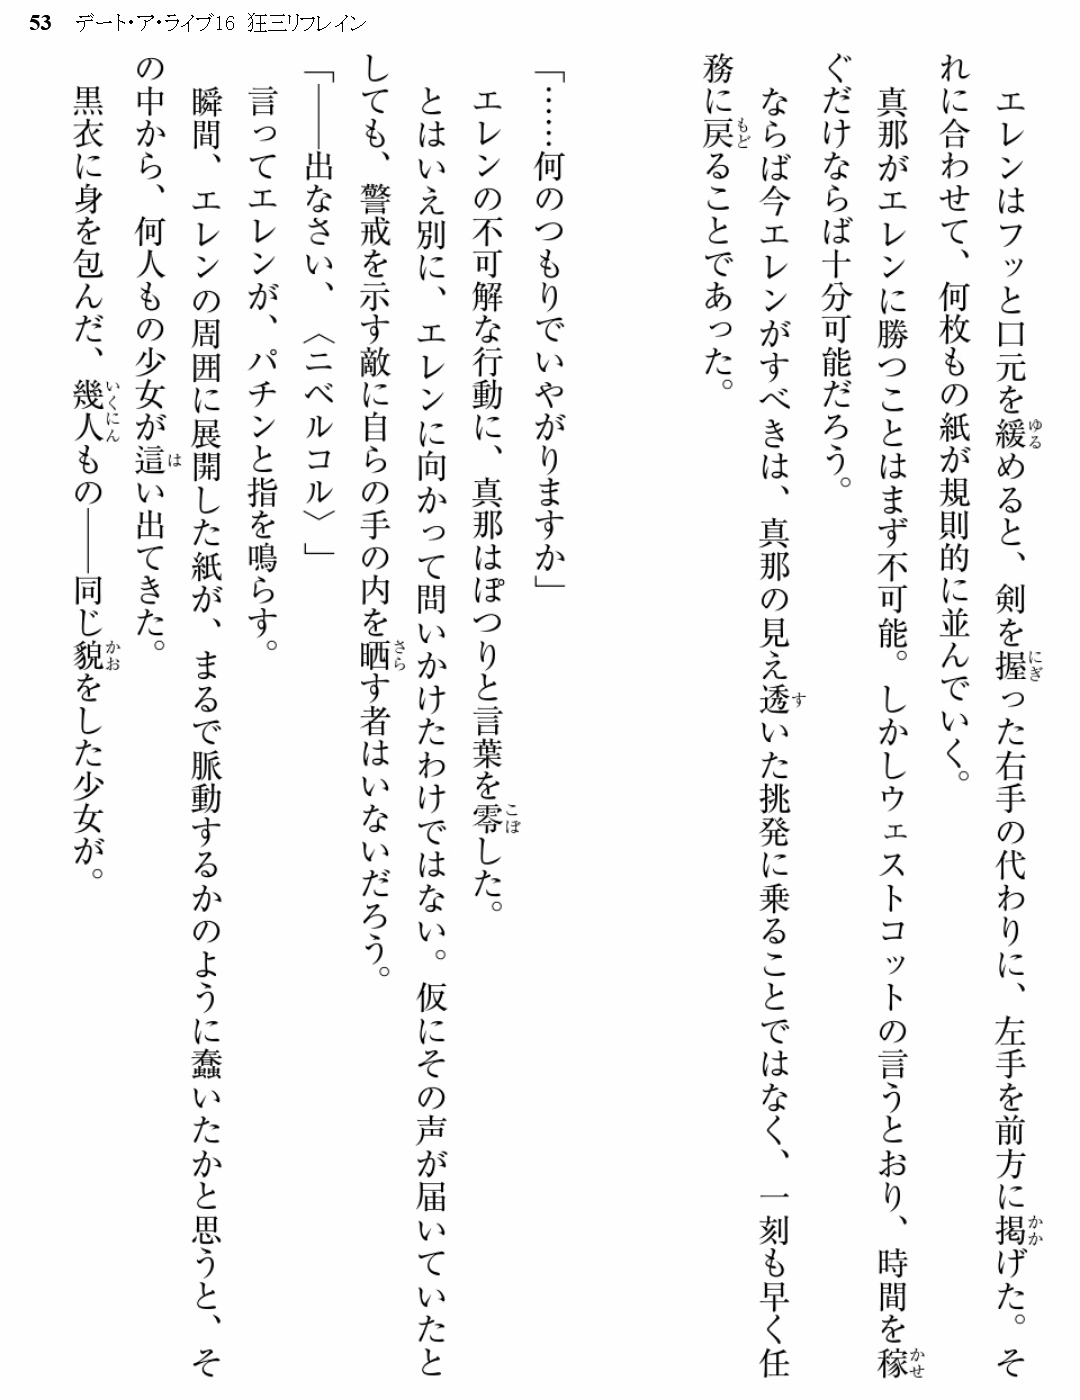 53 デート・ア・ライブ16 狂三リフレイン
エレンはフッと口元を緩めると、剣を握った右手の代わりに、左手を前方に掲げた。そ
れに合わせて、何枚もの紙が規則的に並んでいく。
真那がエレンに勝つことはまず不可能。しかしウェストコットの言うとおり、時間を稼
ぐだけならば十分可能だろう。
ならば今エレンがすべきは、真那の見え透いた挑発に乗ることではなく、一刻も早く任
務に戻ることであった。
「……何のつもりでいやがりますか」
エレンの不可解な行動に、真那はぽつりと言葉を零した。
とはいえ別に、エレンに向かって問いかけたわけではない。仮にその声が届いていたと
しても、警戒を示す敵に自らの手の内を晒す者はいないだろう。
「――出なさい、〈ニベルコル〉」
言ってエレンが、パチンと指を鳴らす。
瞬間、エレンの周囲に展開した紙が、まるで脈動するかのように蠢いたかと思うと、そ
の中から、何人もの少女が這い出てきた。
黒衣に身を包んだ、幾人もの――同じ貌をした少女が。